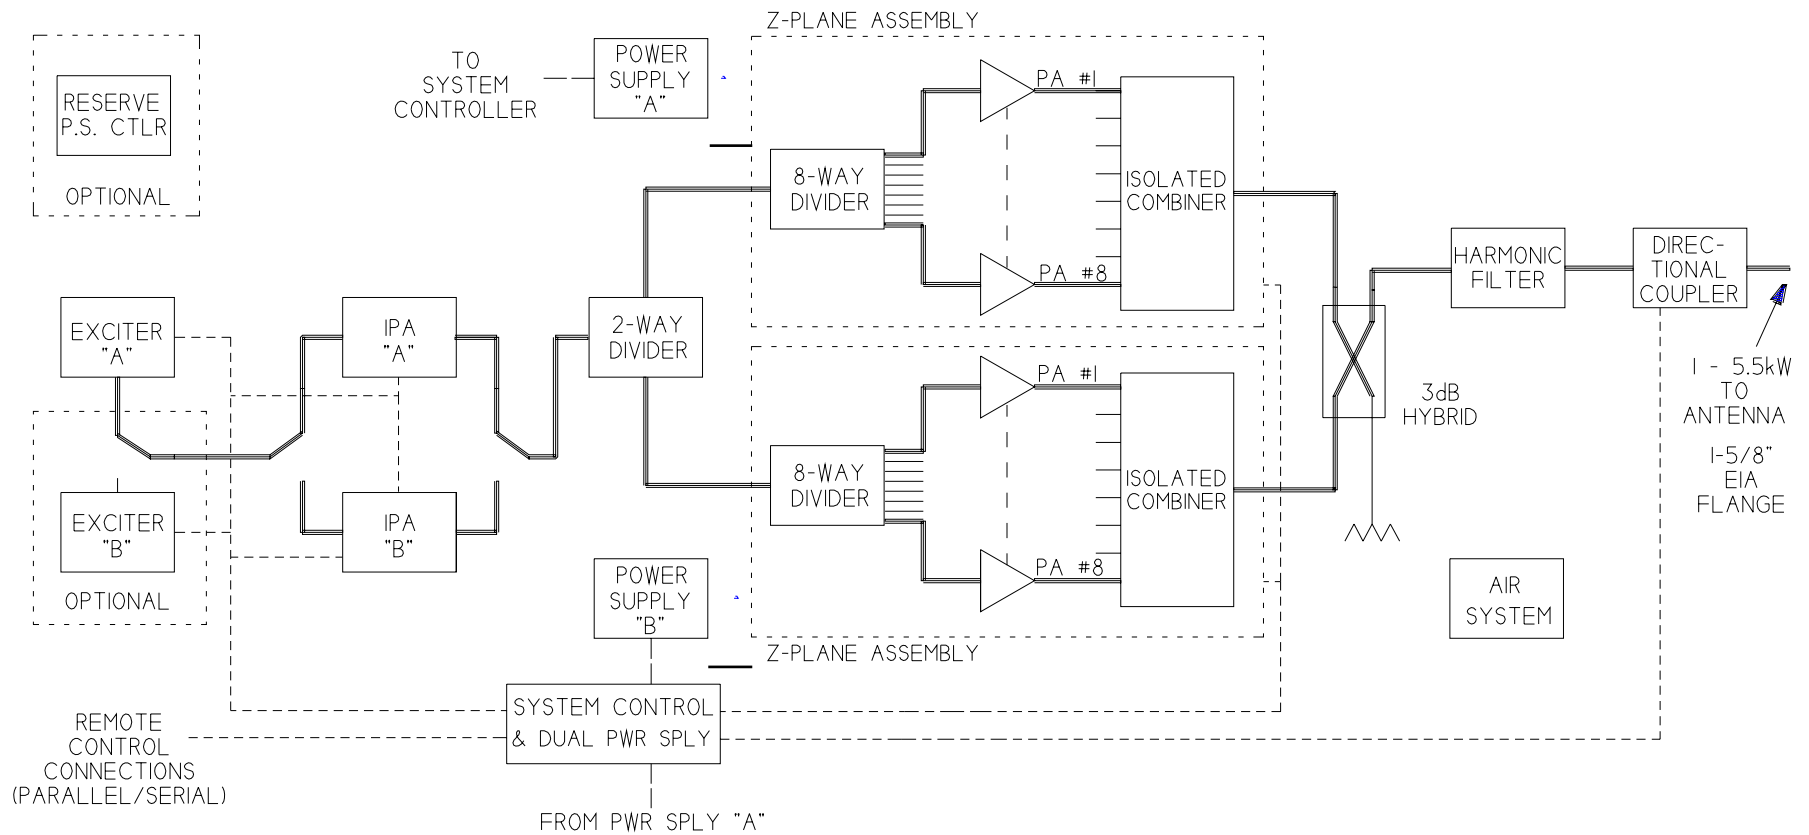 Z-PLANE ASSEMBLY
TO
SYSTEM
CONTROLLER
POWER
SUPPLY
"A"
RESERVE
P.S. CTLR
OPTIONAL
PA #1
8-WAY
DIVIDER
ISOLATED
COMBINER
PA #8
HARMONIC
FILTER
DIREC-
TIONAL
COUPLER
EXCITER
"A"
IPA
"A"
2-WAY
DIVIDER
1 - 5.5kW
TO
ANTENNA
1-5/8"
EIA
FLANGE
3dB
HYBRID
PA #1
8-WAY
DIVIDER
ISOLATED
COMBINER
PA #8
EXCITER
"B"
OPTIONAL
IPA
"B"
POWER
SUPPLY
"B"
AIR
SYSTEM
Z-PLANE ASSEMBLY
SYSTEM CONTROL
& DUAL PWR SPLY
REMOTE
CONTROL
CONNECTIONS
(PARALLEL/SERIAL)
FROM PWR SPLY "A"